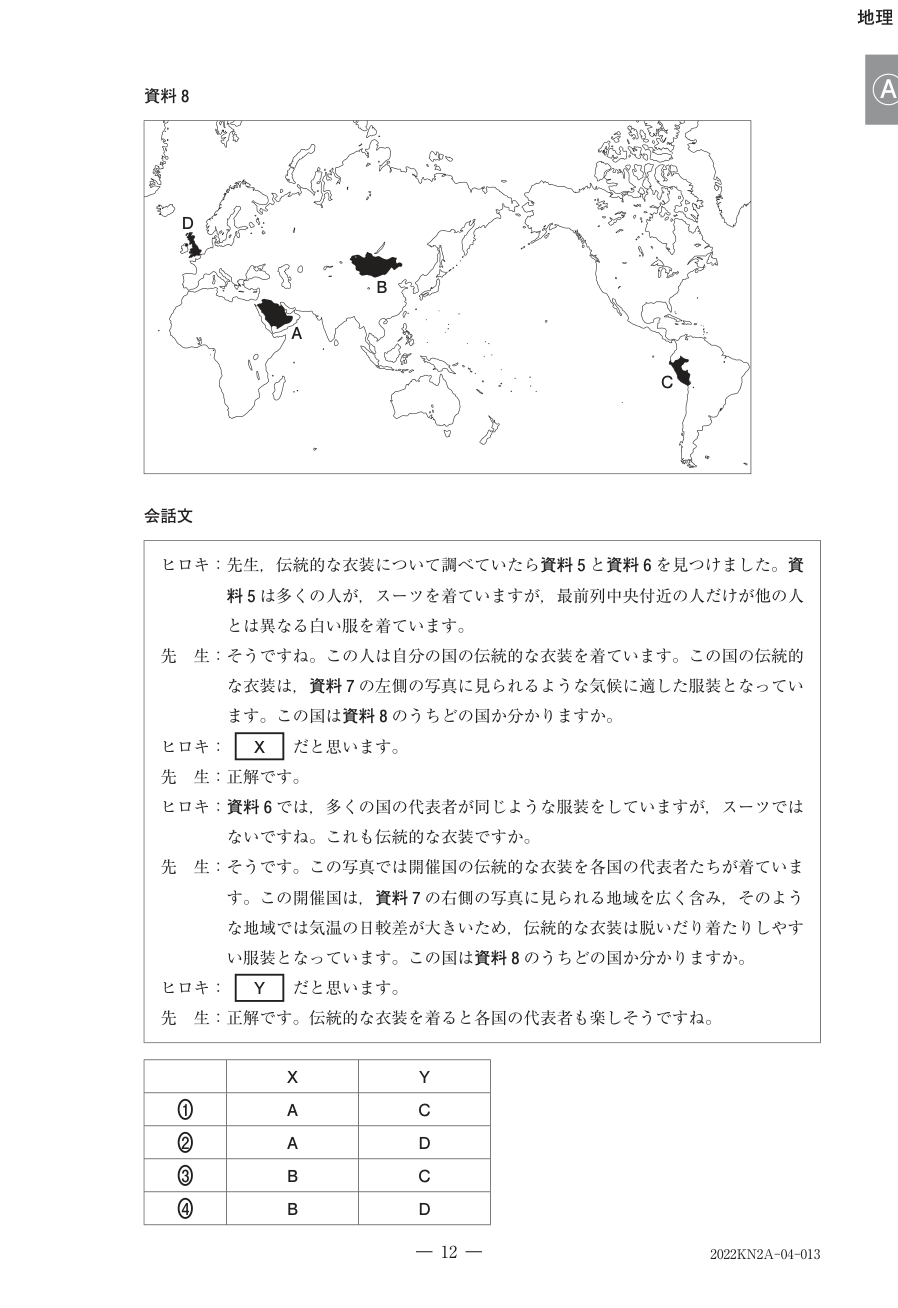 地理
Ⓐ
資料8
D
B
A
C
会話文
ヒロキ：先生，伝統的な衣装について調べていたら資料5と資料6を見つけました。資
料5は多くの人が，スーツを着ていますが，最前列中央付近の人だけが他の人
とは異なる白い服を着ています。
先　生：そうですね。この人は自分の国の伝統的な衣装を着ています。この国の伝統的
な衣装は，資料7の左側の写真に見られるような気候に適した服装となってい
ます。この国は資料8のうちどの国か分かりますか。
ヒロキ： X だと思います。
先　生：正解です。
ヒロキ：資料6では，多くの国の代表者が同じような服装をしていますが，スーツでは
ないですね。これも伝統的な衣装ですか。
先　生：そうです。この写真では開催国の伝統的な衣装を各国の代表者たちが着ていま
す。この開催国は，資料7の右側の写真に見られる地域を広く含み，そのよう
な地域では気温の日較差が大きいため，伝統的な衣装は脱いだり着たりしやす
い服装となっています。この国は資料8のうちどの国か分かりますか。
ヒロキ： Y だと思います。
先　生：正解です。伝統的な衣装を着ると各国の代表者も楽しそうですね。
X Y
① A C
② A D
③ B C
④ B D
― 12 ―
2022KN2A-04-013